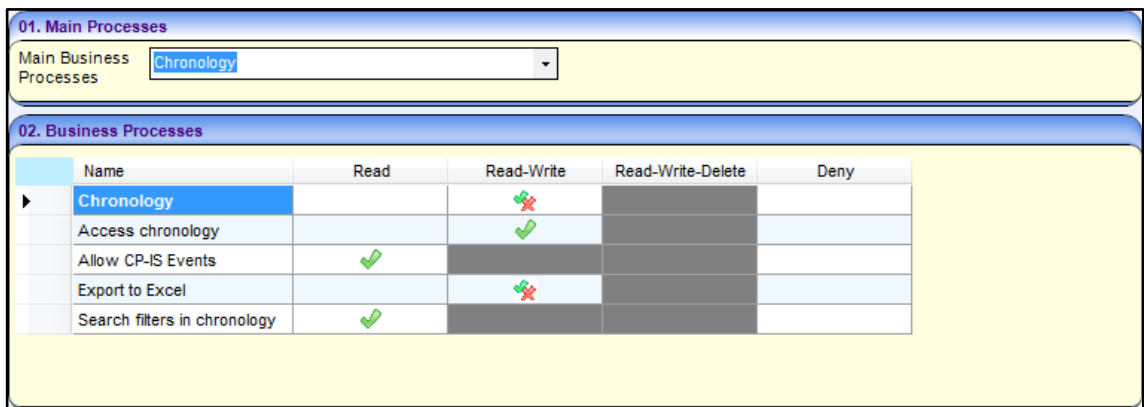 01. Main Processes
Main Business
Processes
Chronology
02. Business Processes
Name Read Read-Write Read-Write-Delete Deny
Chronology
Access chronology
Allow CP-IS Events
Export to Excel
Search filters in chronology